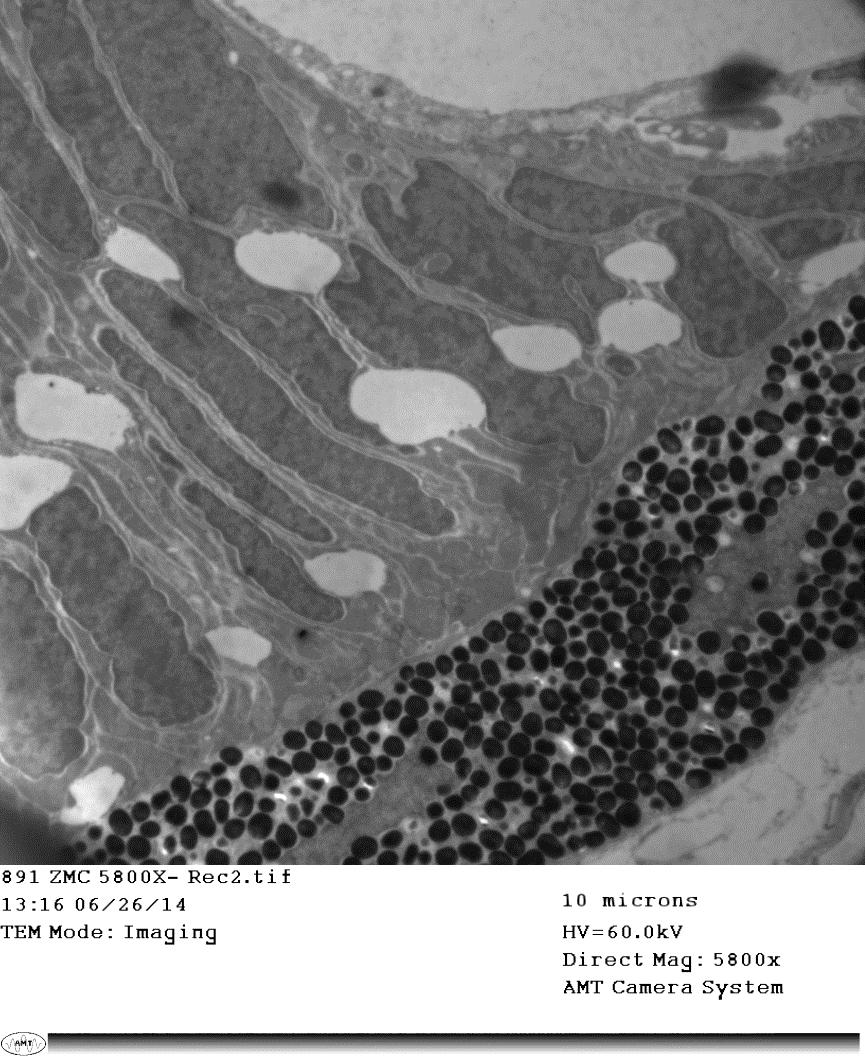 891 ZMC 5800X- Rec2.tif
13:16 06/26/14
TEM Mode: Imaging
10 microns
HV=60.0kV
Direct Mag: 5800x
AMT Camera System
AMT